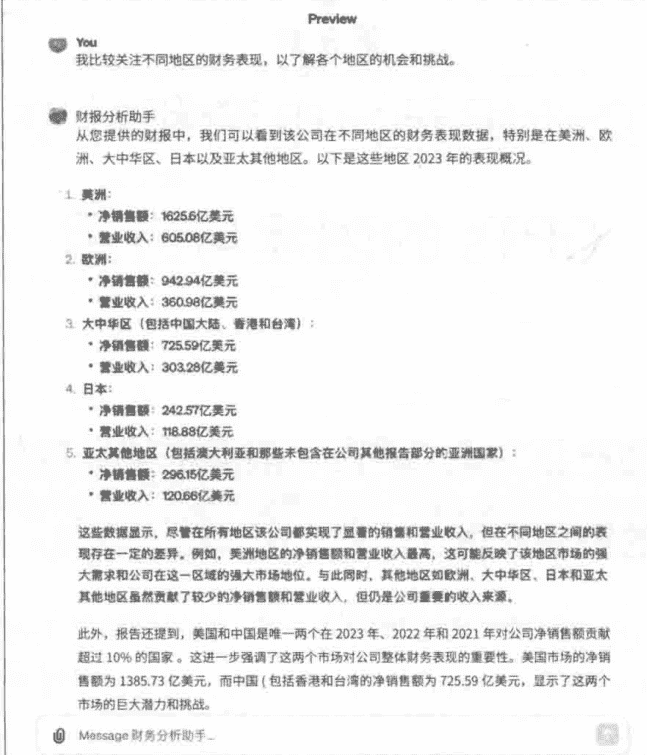 Preview
You
我比较关注不同地区的财务表现，以了解各个地区的机会和挑战。
财报分析助手
从您提供的财报中，我们可以看到该公司在不同地区的财务表现数据，特别是在美洲、欧
洲、大中华区、日本以及亚太其他地区。以下是这些地区 2023 年的表现概况。
1. 美洲：
• 净销售额：1625.6亿美元
• 营业收入：605.08亿美元
2. 欧洲：
• 净销售额：942.94亿美元
• 营业收入：360.98亿美元
3. 大中华区（包括中国大陆、香港和台湾）：
• 净销售额：725.59亿美元
• 营业收入：303.28亿美元
4. 日本：
• 净销售额：242.57亿美元
• 营业收入：118.88亿美元
5. 亚太其他地区（包括澳大利亚和那些未包含在公司其他报告部分的亚洲国家）：
• 净销售额：296.15亿美元
• 营业收入：120.66亿美元
这些数据显示，尽管在所有地区该公司都实现了显著的销售和营业收入，但在不同地区之间的表
现存在一定的差异。例如，美洲地区的净销售额和营业收入最高，这可能反映了该地区市场的强
大需求和公司在这一区域的强大市场地位。与此同时，其他地区如欧洲、大中华区、日本和亚太
其他地区虽然贡献了较少的净销售额和营业收入，但仍是公司重要的收入来源。
此外，报告还提到，美国和中国是唯一两个在 2023 年、2022 年和 2021 年对公司净销售额贡献
超过 10% 的国家 。这进一步强调了这两个市场对公司整体财务表现的重要性。美国市场的净销
售额为 1385.73 亿美元，而中国 ( 包括香港和台湾的净销售额为 725.59 亿美元，显示了这两个
市场的巨大潜力和挑战。
Message 财务分析助手...